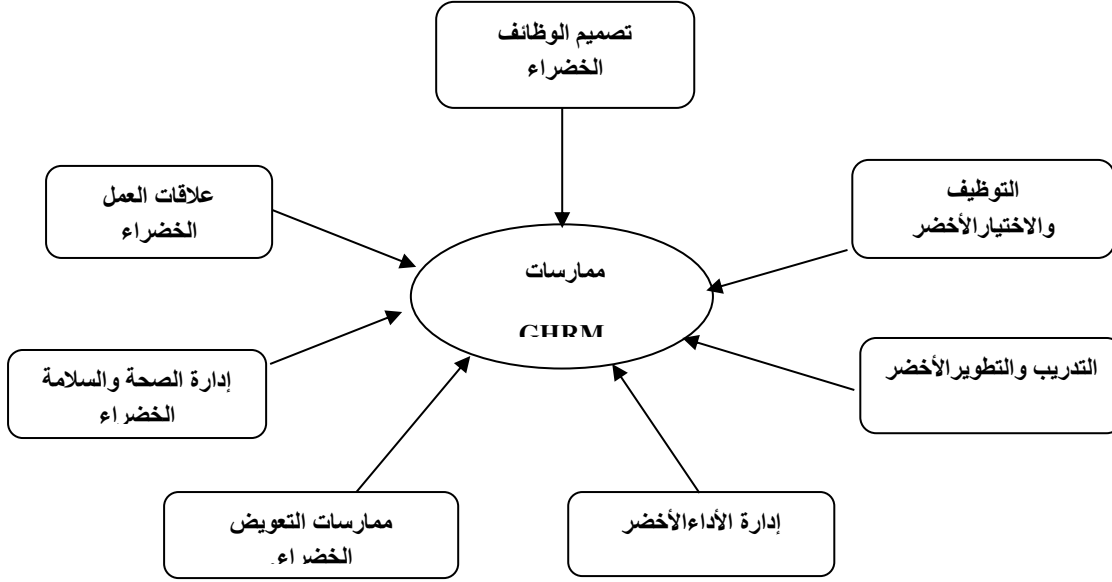 تصميم الوظائف
الخضراء
التوظيف
والاختيارالأخضر
علاقات العمل
الخضراء
ممارسات
GHRM
التدريب والتطويرالأخضر
إدارة الصحة والسلامة
الخضراء
إدارة الأداءالأخضر
ممارسات التعويض
الخضراء